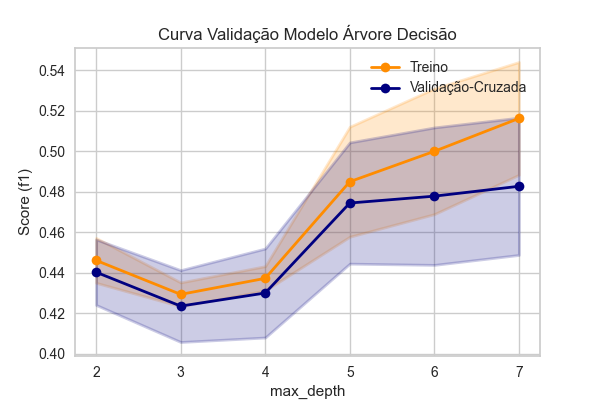 Curva Validação Modelo Árvore Decisão
Treino
Validação-Cruzada
Score (f1)
0.54
0.52
0.50
0.48
0.46
0.44
0.42
0.40
2 3 4 5 6 7
max_depth